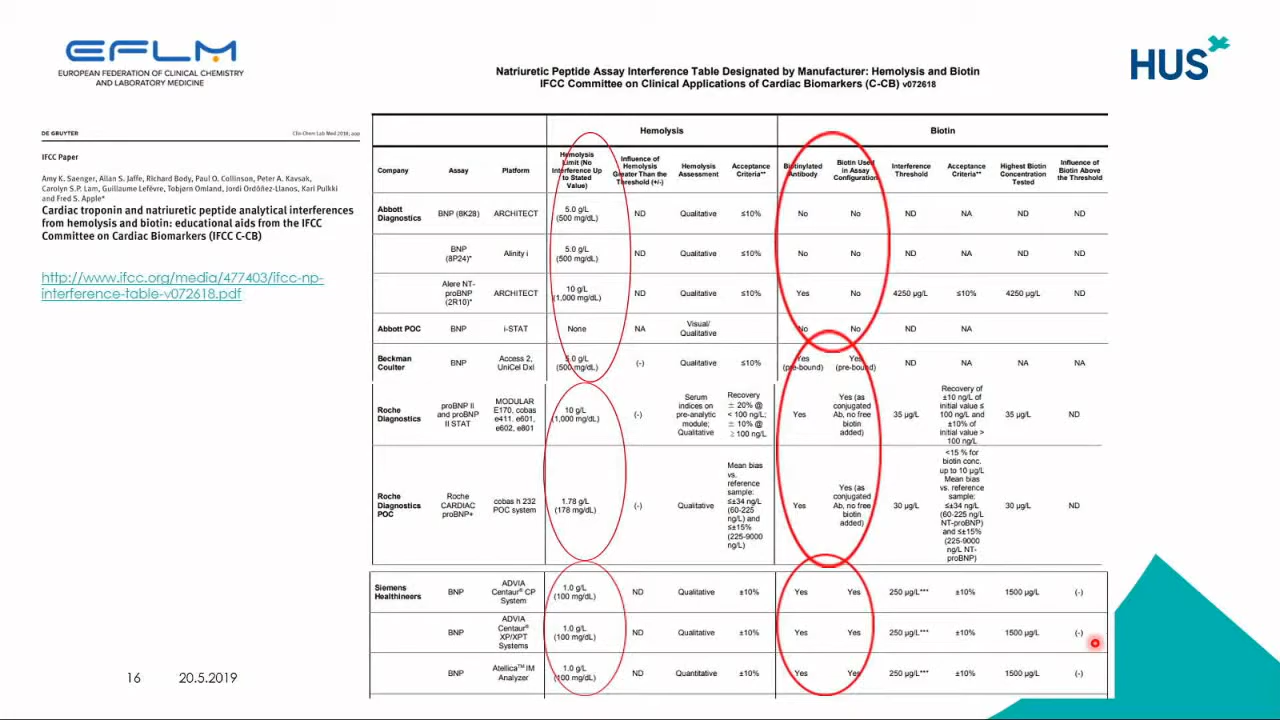 EFLM
EUROPEAN FEDERATION OF CLINICAL CHEMISTRY
AND LABORATORY MEDICINE
HUS
Natriuretic Peptide Assay Interference Table Designated by Manufacturer: Hemolysis and Biotin
IFCC Committee on Clinical Applications of Cardiac Biomarkers (C-CB) v072618
DE GRUYTER
Clin Chem Lab Med 2018; aop
IFCC Paper
Amy K. Saenger, Allan S. Jaffe, Richard Body, Paul O. Collinson, Peter A. Kavsak,
Carolyn S.P. Lam, Guillaume Lefèvre, Torbjørn Omland, Jordi Ordóñez-Llanos, Kari Pulkki
and Fred S. Apple*
Cardiac troponin and natriuretic peptide analytical interferences
from hemolysis and biotin: educational aids from the IFCC
Committee on Cardiac Biomarkers (IFCC C-CB)
http://www.ifcc.org/media/477403/ifcc-np-
interference-table-v072618.pdf
Hemolysis
Biotin
Company
Assay
Platform
Hemolysis
Limit (No
Interference Up
to Stated
Value)
Influence of
Hemolysis
Greater Than the
Threshold (+/-)
Hemolysis
Assessment
Acceptance
Criteria**
Biotinylated
Antibody
Biotin Used
in Assay
Configuration
Interference
Threshold
Acceptance
Criteria**
Highest Biotin
Concentration
Tested
Influence of
Biotin Above
the Threshold
Abbott
Diagnostics
BNP (8K28)
ARCHITECT
5.0 g/L
(500 mg/dL)
ND
Qualitative
≤10%
No
No
ND
NA
ND
ND
BNP
(8P24)*
Alinity i
5.0 g/L
(500 mg/dL)
ND
Qualitative
≤10%
No
No
ND
NA
ND
ND
Alere NT-
proBNP
(2R10)*
ARCHITECT
10 g/L
(1,000 mg/dL)
ND
Qualitative
≤10%
Yes
No
4250 µg/L
≤10%
4250 µg/L
ND
Abbott POC
BNP
i-STAT
None
NA
Visual/
Qualitative
No
No
ND
NA
Beckman
Coulter
BNP
Access 2,
UniCel DxI
5.0 g/L
(500 mg/dL)
(-)
Qualitative
≤10%
Yes
(pre-bound)
Yes
(pre-bound)
ND
NA
NA
NA
Roche
Diagnostics
proBNP II
and proBNP
II STAT
MODULAR
E170, cobas
e411, e601,
e602, e801
10 g/L
(1,000 mg/dL)
(-)
Serum
indices on
pre-analytic
module;
Qualitative
Recovery
± 20% @
< 100 ng/L;
± 10% @
≥ 100 ng/L
Yes
Yes (as
conjugated
Ab, no free
biotin
added)
35 µg/L
Recovery of
±10 ng/L of
initial value ≤
100 ng/L and
±10% of
initial value >
100 ng/L
35 µg/L
ND
Roche
Diagnostics
POC
Roche
CARDIAC
proBNP+
cobas h 232
POC system
1.78 g/L
(178 mg/dL)
(-)
Qualitative
Mean bias
vs.
reference
sample:
≤±34 ng/L
(60-225
ng/L) and
≤±15%
(225-9000
ng/L)
Yes
Yes (as
conjugated
Ab, no free
biotin
added)
30 µg/L
<15 % for
biotin conc.
up to 10 µg/L
Mean bias
vs. reference
sample:
≤±34 ng/L
(60-225 ng/L
NT-proBNP)
and ≤±15%
(225-9000
ng/L NT-
proBNP)
30 µg/L
ND
Siemens
Healthineers
BNP
ADVIA
Centaur® CP
System
1.0 g/L
(100 mg/dL)
ND
Qualitative
±10%
Yes
Yes
250 µg/L***
±10%
1500 µg/L
(-)
BNP
ADVIA
Centaur®
XP/XPT
Systems
1.0 g/L
(100 mg/dL)
ND
Qualitative
±10%
Yes
Yes
250 µg/L***
±10%
1500 µg/L
(-)
BNP
Atellica™ IM
Analyzer
1.0 g/L
(100 mg/dL)
ND
Quantitative
±10%
Yes
Yes
250 µg/L***
±10%
1500 µg/L
(-)
16
20.5.2019